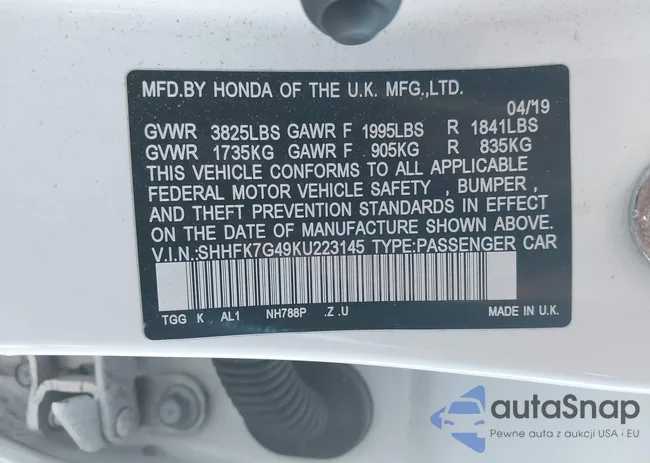 MFD.BY HONDA OF THE U.K. MFG.,LTD.
04/19
GVWR 3825LBS GAWR F 1995LBS R 1841LBS
GVWR 1735KG GAWR F 905KG R 835KG
THIS VEHICLE CONFORMS TO ALL APPLICABLE
FEDERAL MOTOR VEHICLE SAFETY , BUMPER ,
AND THEFT PREVENTION STANDARDS IN EFFECT
ON THE DATE OF MANUFACTURE SHOWN ABOVE.
V.I.N.:SHHFK7G49KU223145 TYPE:PASSENGER CAR
TGG K AL1 NH788P .Z .U MADE IN U.K.
autaSnap
Pewne auta z aukcji USA i EU